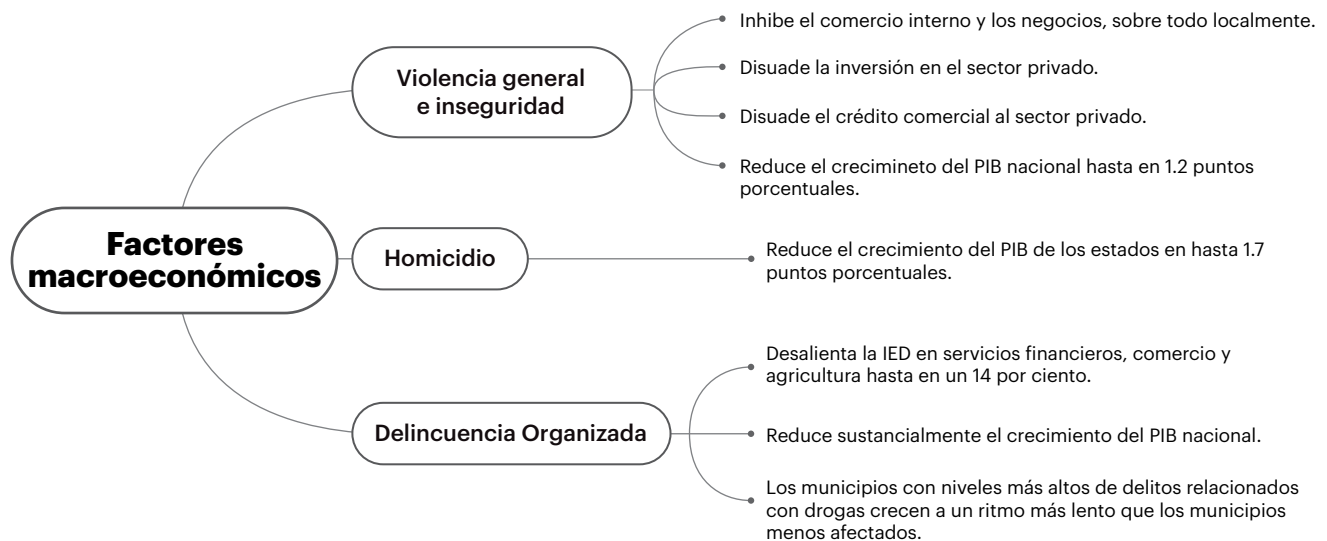 Factores
macroeconómicos
Violencia general
e inseguridad
Inhibe el comercio interno y los negocios, sobre todo localmente.
Disuade la inversión en el sector privado.
Disuade el crédito comercial al sector privado.
Reduce el crecimineto del PIB nacional hasta en 1.2 puntos
porcentuales.
Homicidio
Reduce el crecimiento del PIB de los estados en hasta 1.7
puntos porcentuales.
Delincuencia Organizada
Desalienta la IED en servicios financieros, comercio y
agricultura hasta en un 14 por ciento.
Reduce sustancialmente el crecimiento del PIB nacional.
Los municipios con niveles más altos de delitos relacionados
con drogas crecen a un ritmo más lento que los municipios
menos afectados.